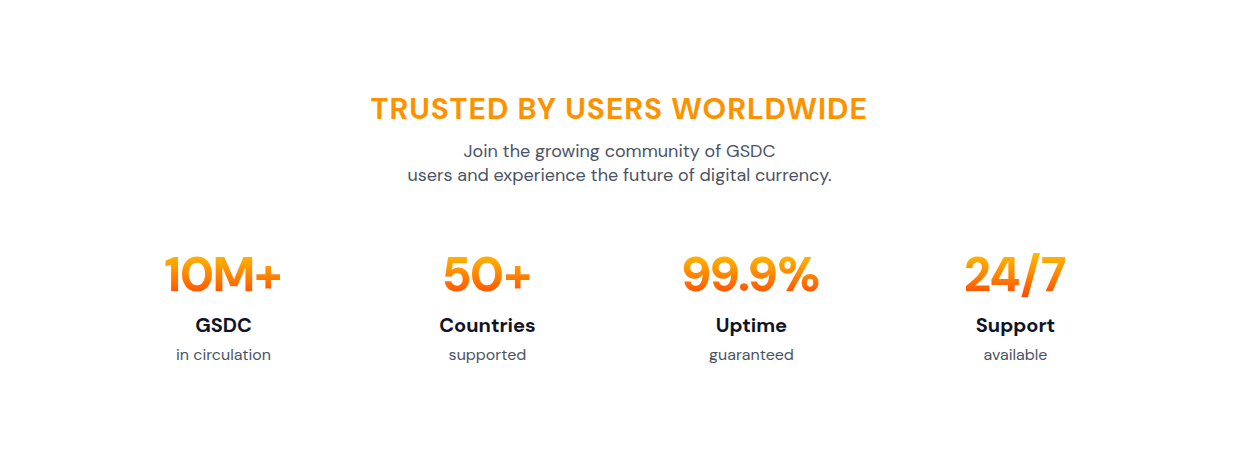 TRUSTED BY USERS WORLDWIDE
Join the growing community of GSDC
users and experience the future of digital currency.
10M+
GSDC
in circulation
50+
Countries
supported
99.9%
Uptime
guaranteed
24/7
Support
available